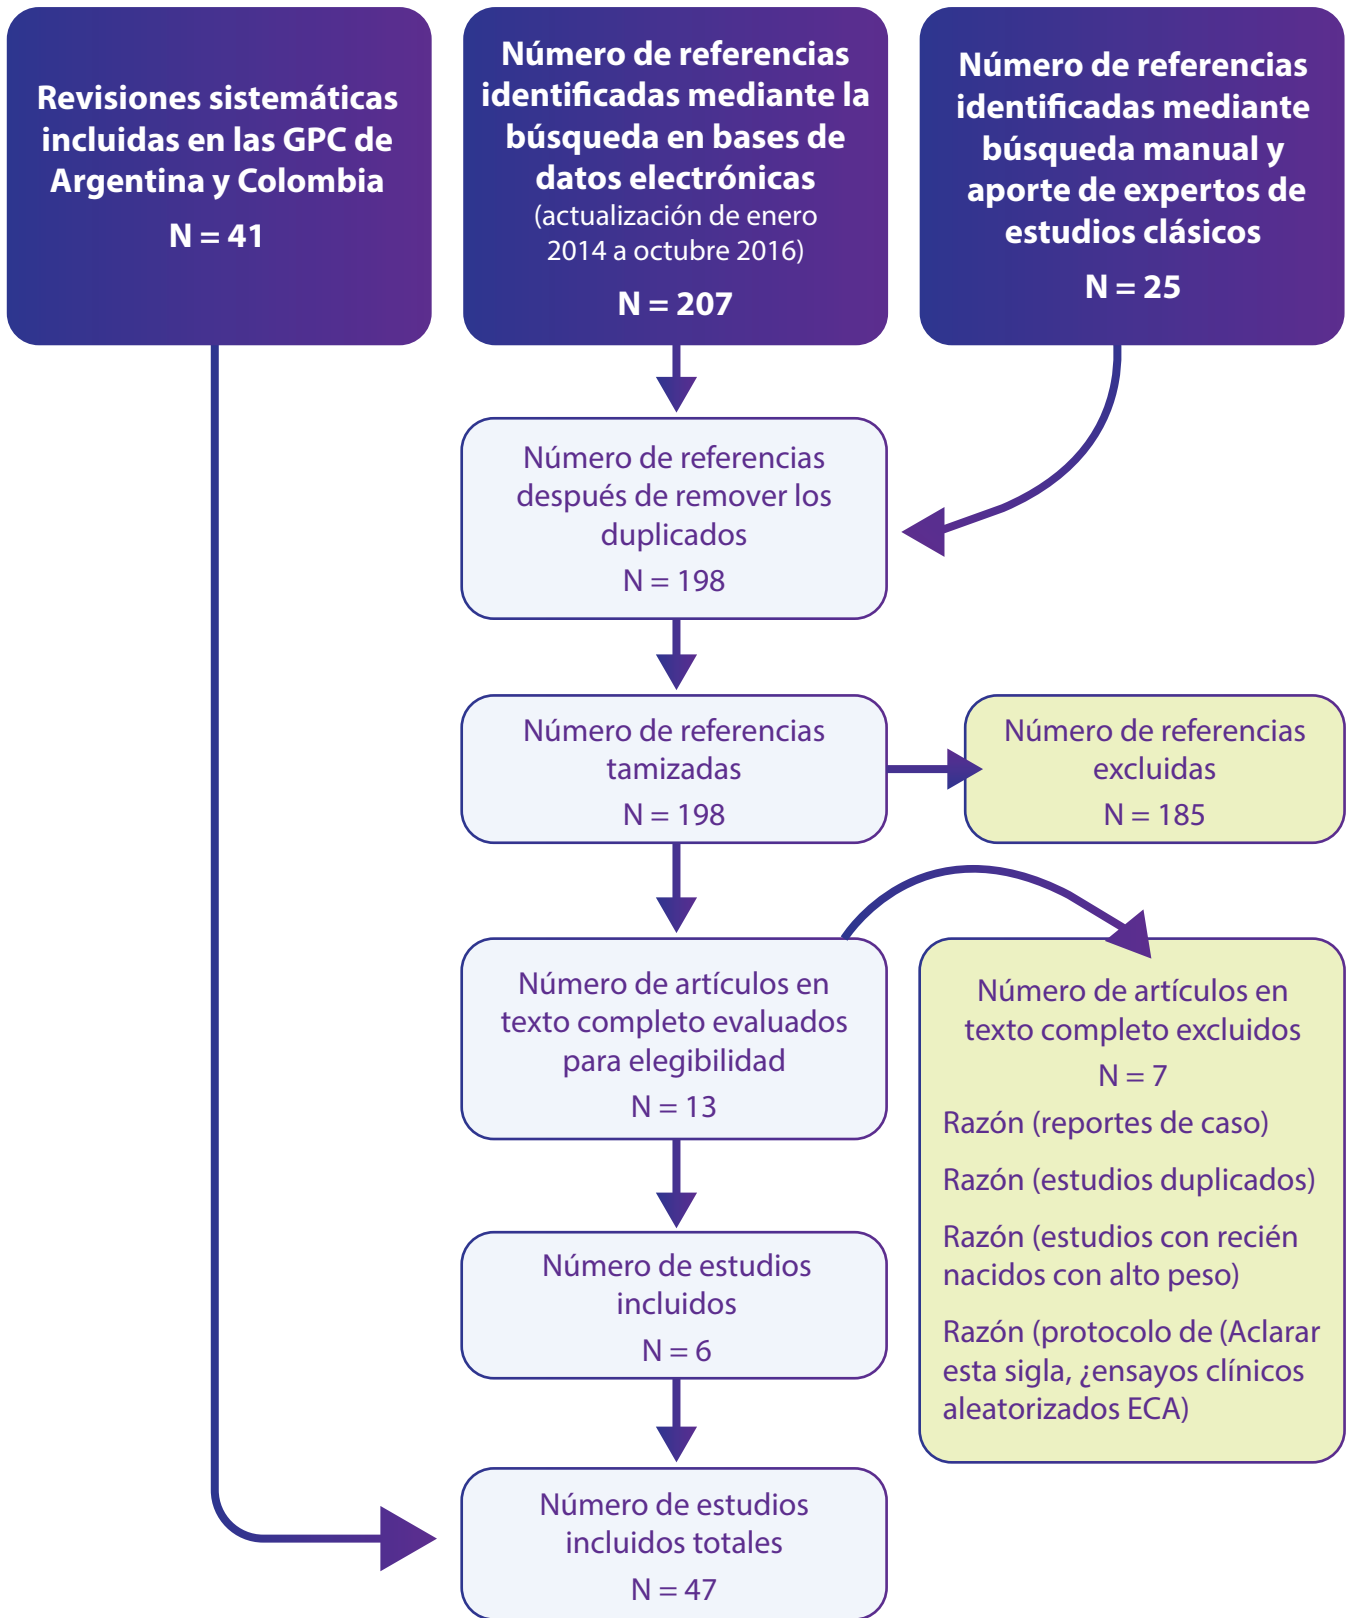 Revisiones sistemáticas
incluidas en las GPC de
Argentina y Colombia
N = 41
Número de referencias
identificadas mediante la
búsqueda en bases de
datos electrónicas
(actualización de enero
2014 a octubre 2016)
N = 207
Número de referencias
identificadas mediante
búsqueda manual y
aporte de expertos de
estudios clásicos
N = 25
Número de referencias
después de remover los
duplicados
N = 198
Número de referencias
tamizadas
N = 198
Número de referencias
excluidas
N = 185
Número de artículos en
texto completo evaluados
para elegibilidad
N = 13
Número de artículos en
texto completo excluidos
N = 7
Razón (reportes de caso)
Razón (estudios duplicados)
Razón (estudios con recién
nacidos con alto peso)
Razón (protocolo de (Aclarar
esta sigla, ¿ensayos clínicos
aleatorizados ECA)
Número de estudios
incluidos
N = 6
Número de estudios
incluidos totales
N = 47